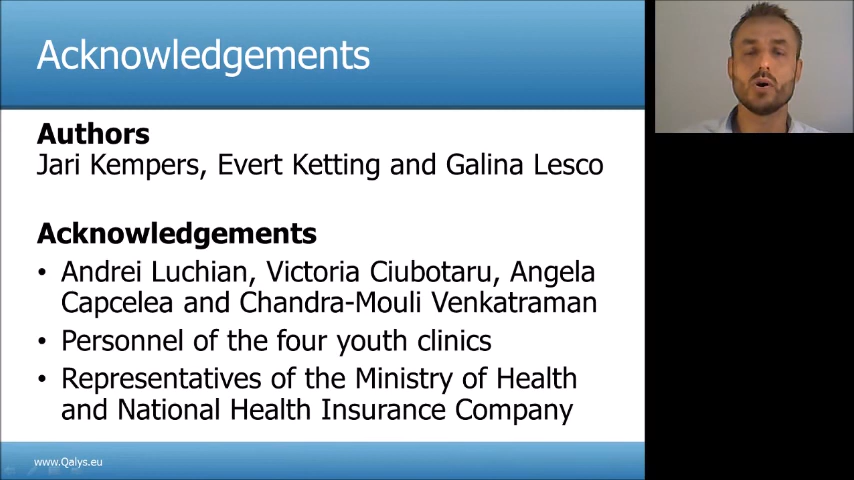 Acknowledgements
Authors
Jari Kempers, Evert Ketting and Galina Lesco
Acknowledgements
• Andrei Luchian, Victoria Ciubotaru, Angela
Capcelea and Chandra-Mouli Venkatraman
• Personnel of the four youth clinics
• Representatives of the Ministry of Health
and National Health Insurance Company
www.Qalys.eu